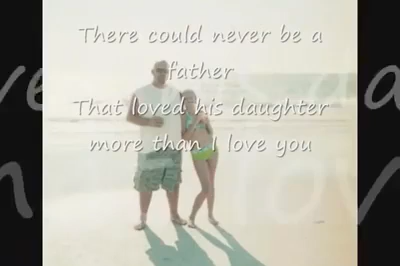 There could never be a
father
That loved his daughter
more than I love you